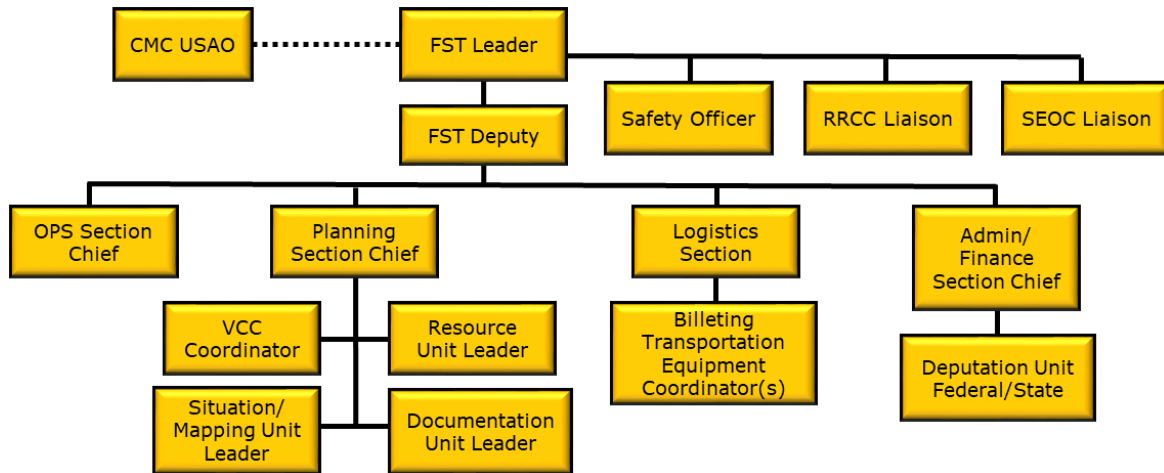 CMC USAO
FST Leader
FST Deputy
Safety Officer
RRCC Liaison
SEOC Liaison
OPS Section
Chief
Planning
Section Chief
Logistics
Section
Admin/
Finance
Section Chief
VCC
Coordinator
Resource
Unit Leader
Situation/
Mapping Unit
Leader
Documentation
Unit Leader
Billeting
Transportation
Equipment
Coordinator(s)
Deputation Unit
Federal/State